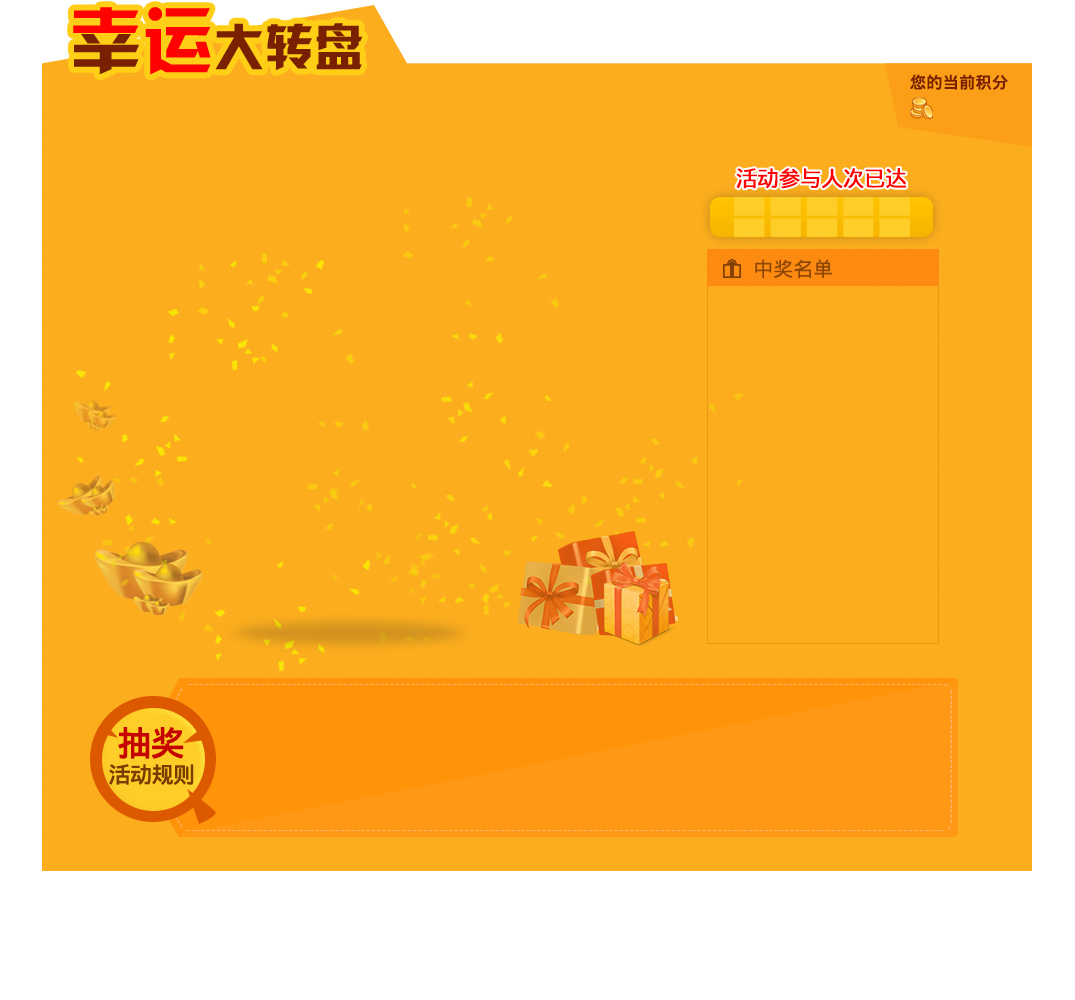 幸运大转盘
您的当前积分
活动参与人次已达
中奖名单
抽奖
活动规则